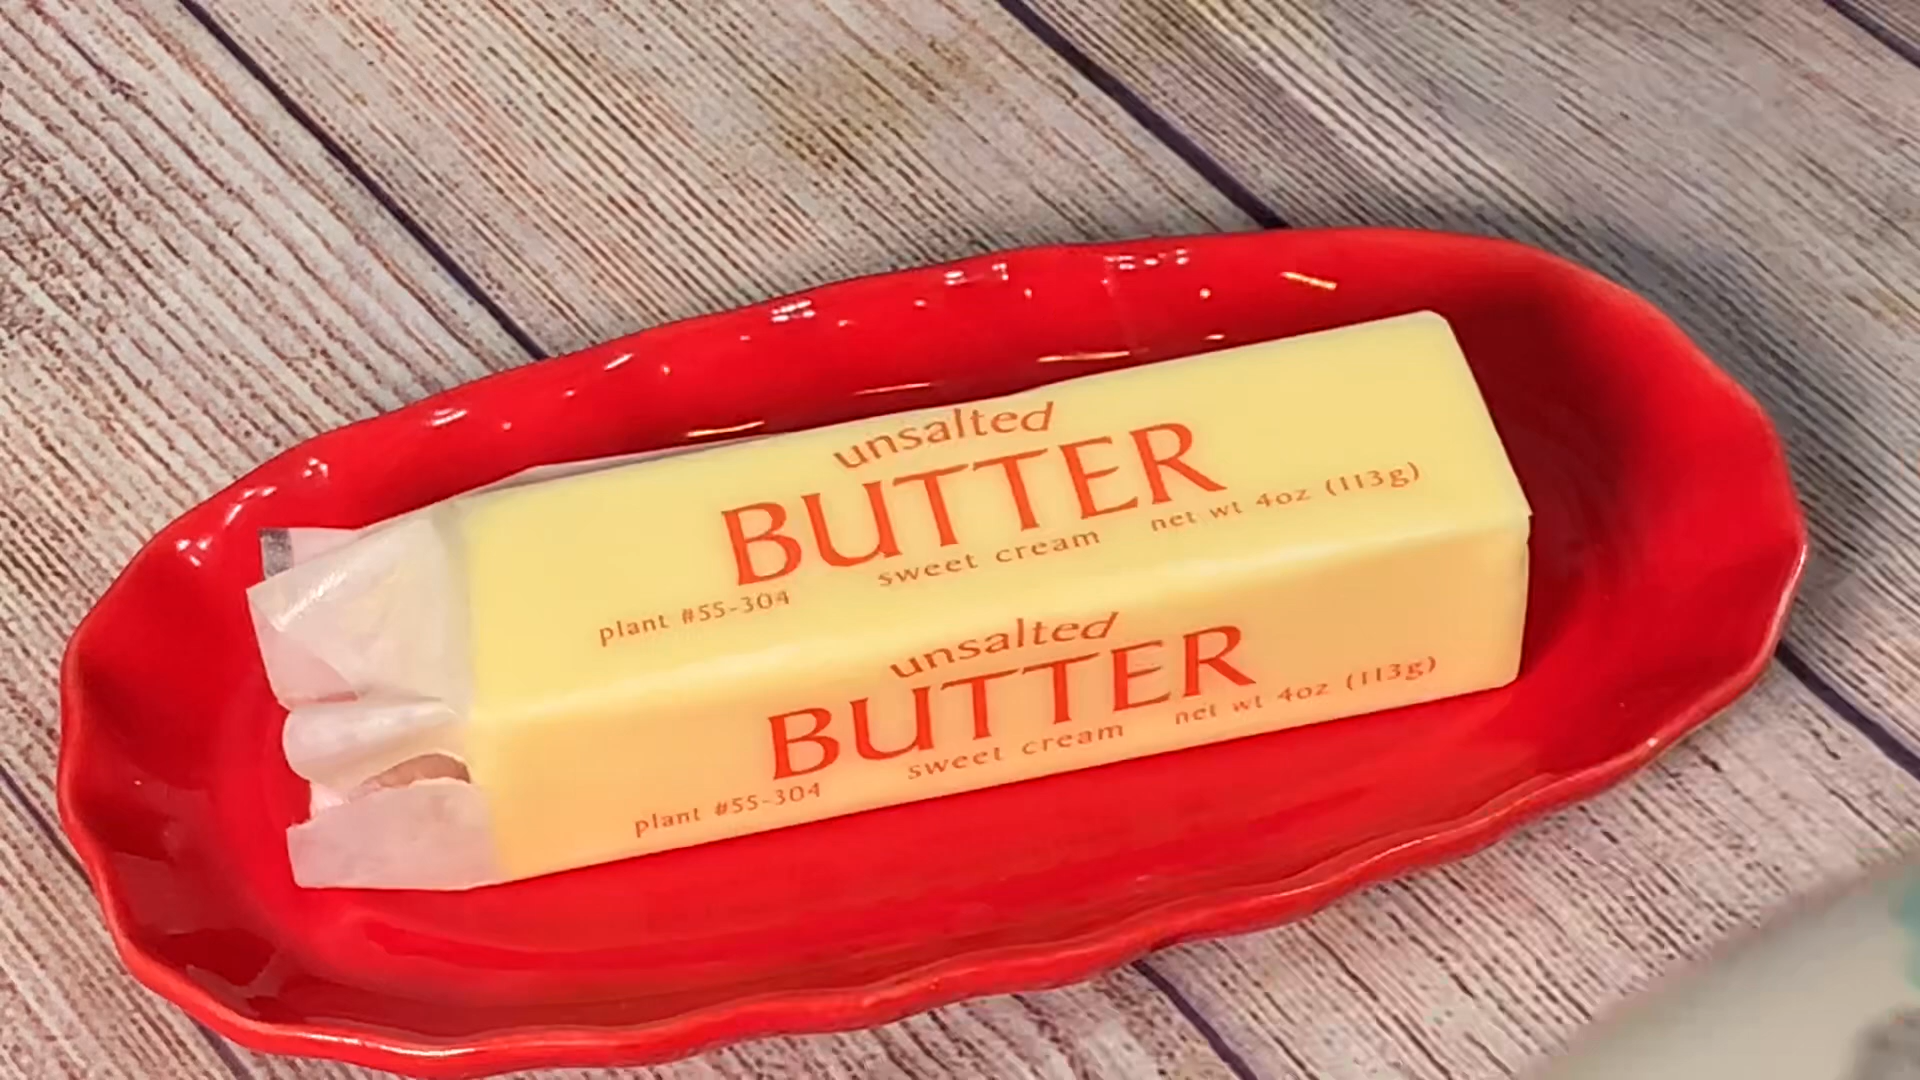 unsalted
BUTTER
sweet cream net wt 4oz (113g)
plant #55-304
unsalted
BUTTER
sweet cream net wt 4oz (113g)
plant #55-304